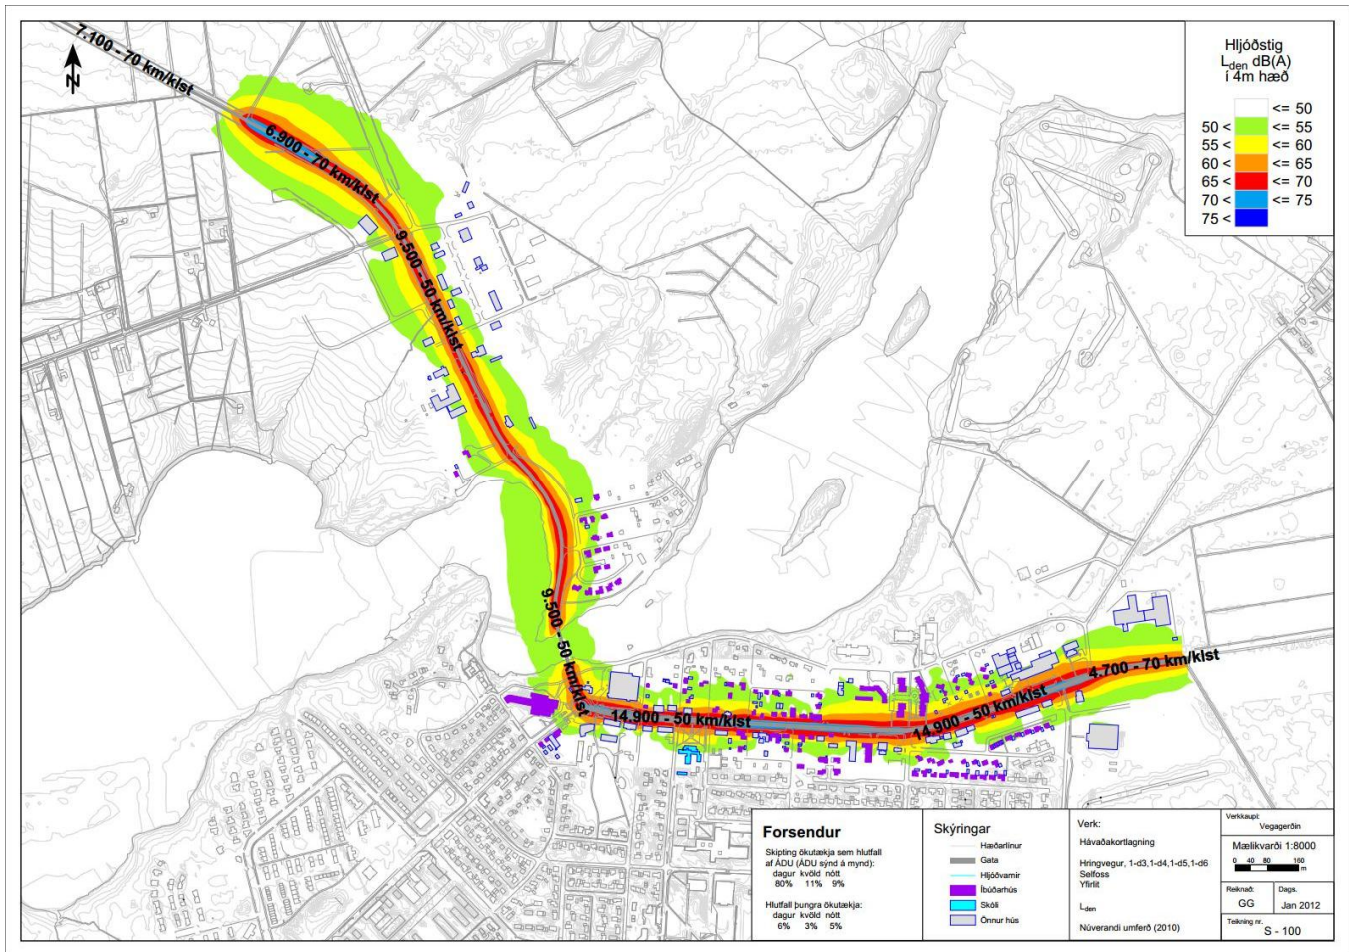 7.100 - 70 km/klst
N
6.900 - 70 km/klst
9.500 - 50 km/klst
9.500 - 50 km/klst
14.900 - 50 km/klst
14.900 - 50 km/klst
4.700 - 70 km/klst
Hljóðstig
Lden dB(A)
í 4m hæð
<= 50
50 < <= 55
55 < <= 60
60 < <= 65
65 < <= 70
70 < <= 75
75 <
Forsendur
Skipting ökutækja sem hlutfall
af ÁDU (ÁDU sýnd á mynd):
dagur kvöld nótt
80% 11% 9%
Hlutfall þungra ökutækja:
dagur kvöld nótt
6% 3% 5%
Skýringar
Hæðarlínur
Gata
Hljóðvarnir
Íbúðarhús
Skóli
Önnur hús
Verk:
Hávaðakortlagning
Hringvegur, 1-d3,1-d4,1-d5,1-d6
Selfoss
Yfirlit
Lden
Núverandi umferð (2010)
Verkkaupi:
Vegagerðin
Mælikvarði 1:8000
0 40 80 160
m
Reiknað:
GG
Dags.
Jan 2012
Teikning nr.
S - 100